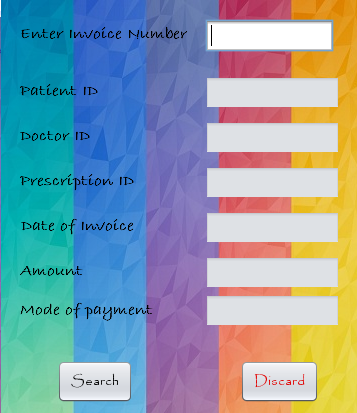 Enter Invoice Number
Patient ID
Doctor ID
Prescription ID
Date of Invoice
Amount
Mode of payment
Search
Discard